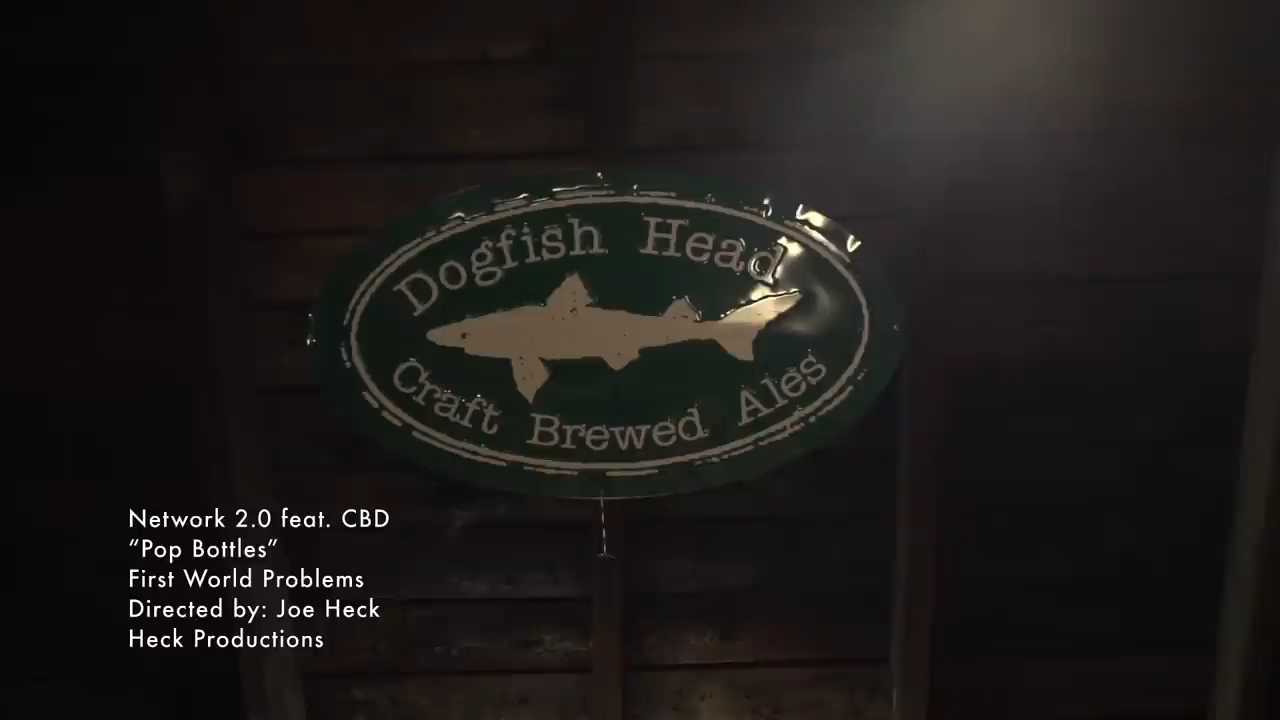 Dogfish Head
Craft Brewed Ales
Network 2.0 feat. CBD
“Pop Bottles”
First World Problems
Directed by: Joe Heck
Heck Productions